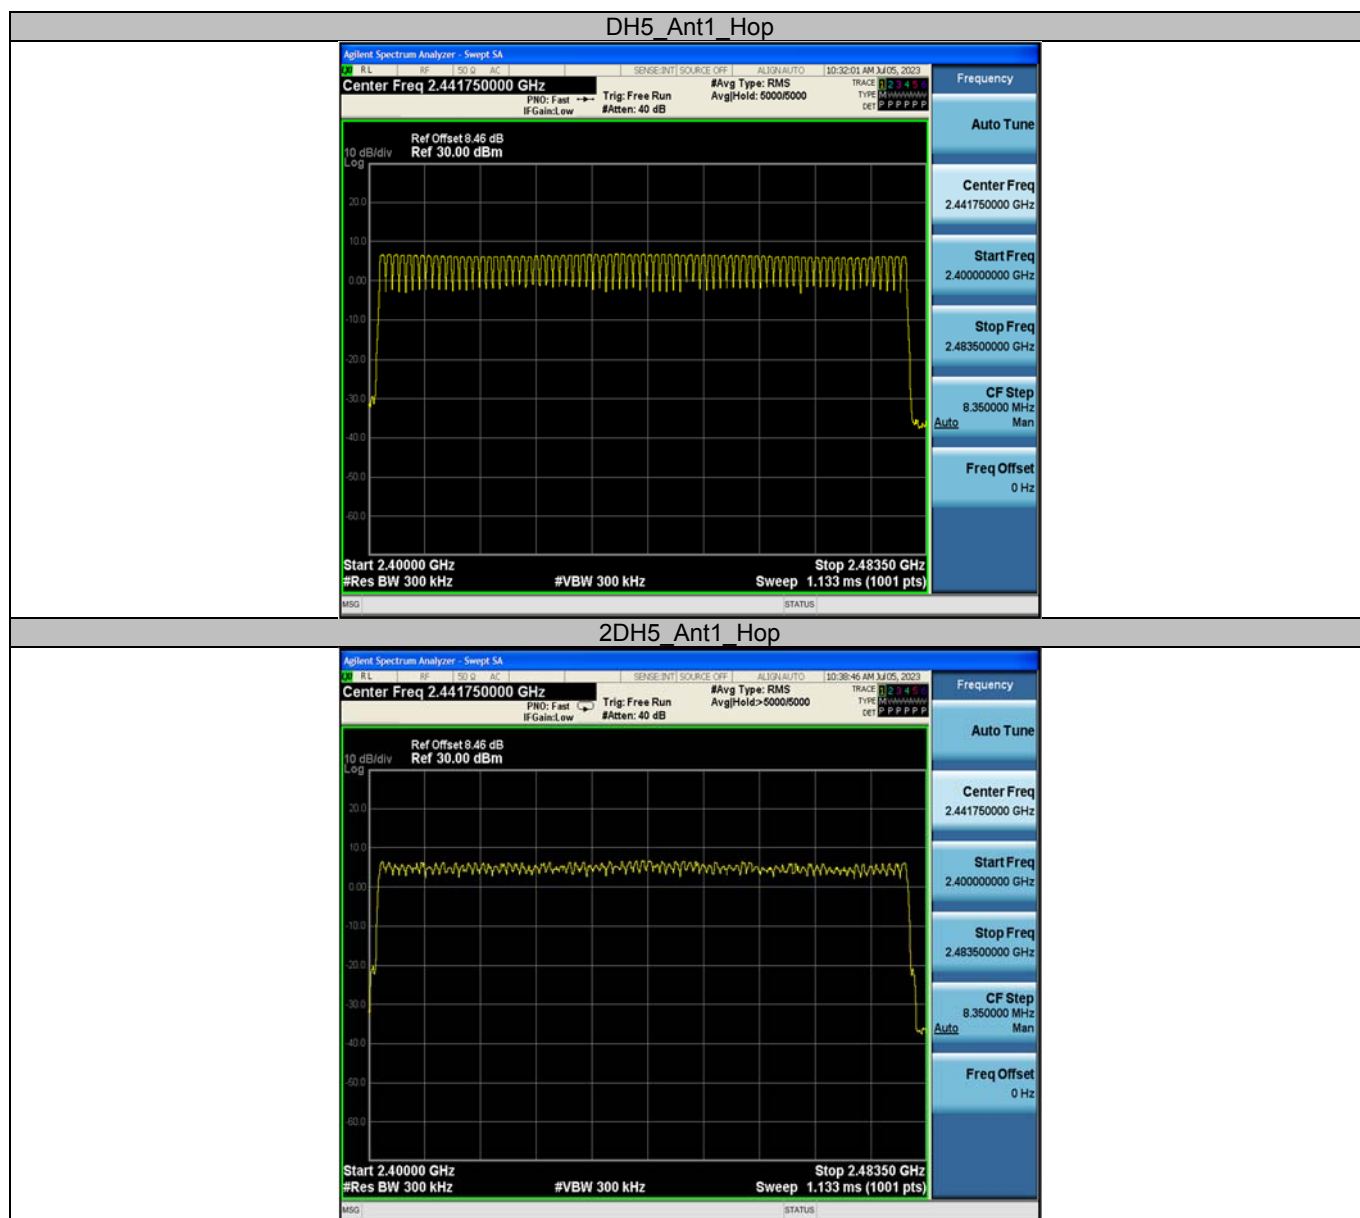 DH5_Ant1_Hop
Agilent Spectrum Analyzer - Swept SA
RL RF 50 Ω AC SENSE:INT SOURCE OFF ALIGN AUTO 10:32:01 AM Jul 05, 2023
Center Freq 2.441750000 GHz
PNO: Fast
IFGain:Low
Trig: Free Run
#Atten: 40 dB
#Avg Type: RMS
Avg|Hold: 5000/5000
TRACE 1 2 3 4 5 6
TYPE M
DET P P P P P P
Ref Offset 8.46 dB
10 dB/div Ref 30.00 dBm
Log
20.0
10.0
0.00
-10.0
-20.0
-30.0
-40.0
-50.0
-60.0
Start 2.40000 GHz Stop 2.48350 GHz
#Res BW 300 kHz #VBW 300 kHz Sweep 1.133 ms (1001 pts)
MSG STATUS
Frequency
Auto Tune
Center Freq
2.441750000 GHz
Start Freq
2.400000000 GHz
Stop Freq
2.483500000 GHz
CF Step
8.350000 MHz
Auto Man
Freq Offset
0 Hz
2DH5_Ant1_Hop
Agilent Spectrum Analyzer - Swept SA
RL RF 50 Ω AC SENSE:INT SOURCE OFF ALIGN AUTO 10:38:46 AM Jul 05, 2023
Center Freq 2.441750000 GHz
PNO: Fast
IFGain:Low
Trig: Free Run
#Atten: 40 dB
#Avg Type: RMS
Avg|Hold:>5000/5000
TRACE 1 2 3 4 5 6
TYPE M
DET P P P P P P
Ref Offset 8.46 dB
10 dB/div Ref 30.00 dBm
Log
20.0
10.0
0.00
-10.0
-20.0
-30.0
-40.0
-50.0
-60.0
Start 2.40000 GHz Stop 2.48350 GHz
#Res BW 300 kHz #VBW 300 kHz Sweep 1.133 ms (1001 pts)
MSG STATUS
Frequency
Auto Tune
Center Freq
2.441750000 GHz
Start Freq
2.400000000 GHz
Stop Freq
2.483500000 GHz
CF Step
8.350000 MHz
Auto Man
Freq Offset
0 Hz